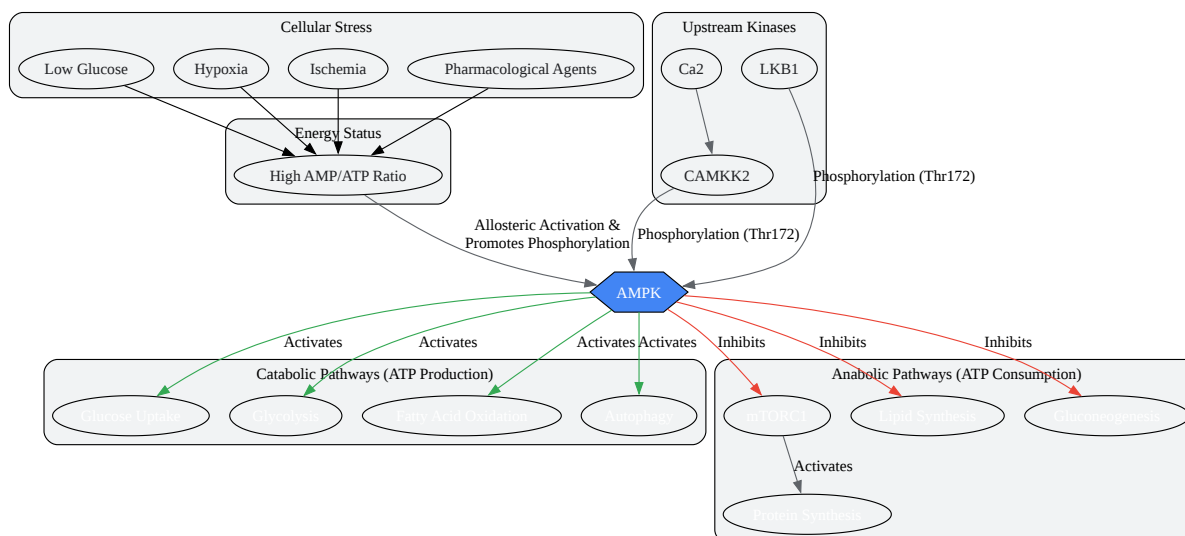 Cellular Stress
Upstream Kinases
Low Glucose
Hypoxia
Ischemia
Pharmacological Agents
Ca2
LKB1
Energy Status
High AMP/ATP Ratio
CAMKK2
Phosphorylation (Thr172)
Allosteric Activation &
Promotes Phosphorylation
Phosphorylation (Thr172)
AMPK
Activates
Activates
Activates
Activates
Inhibits
Inhibits
Inhibits
Catabolic Pathways (ATP Production)
Anabolic Pathways (ATP Consumption)
Glucose Uptake
Glycolysis
Fatty Acid Oxidation
Autophagy
mTORC1
Lipid Synthesis
Gluconeogenesis
Activates
Protein Synthesis